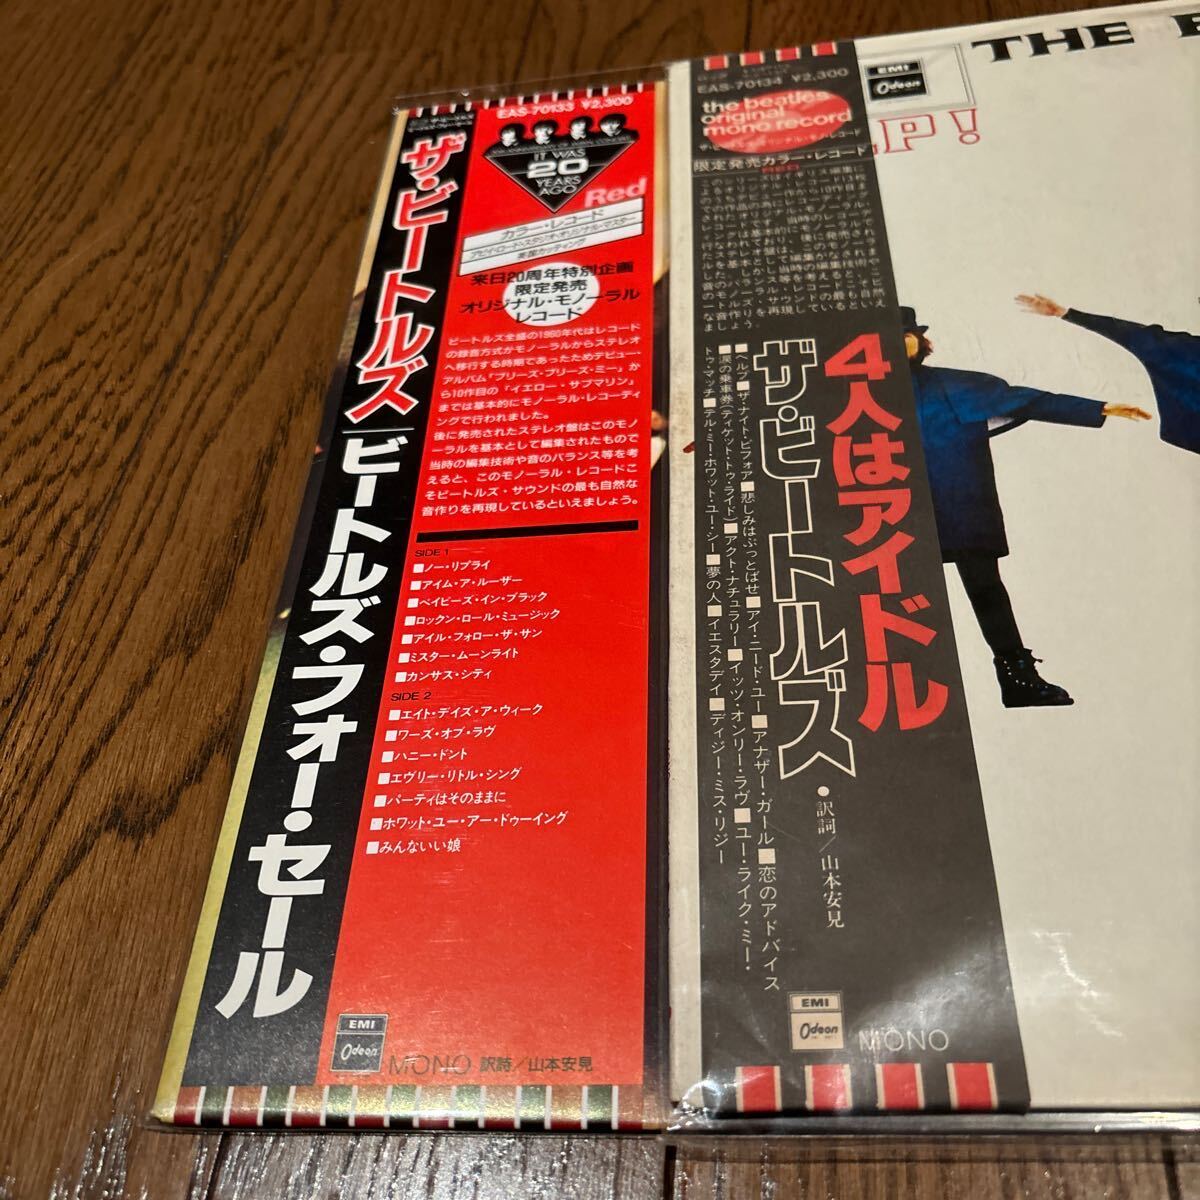 ザ・ビートルズ/ビートルズ・フォー・セール
EAS-70133 ¥2,300
IT WAS
20
YEARS
AGO
Red
カラー・レコード
アビイ・ロード・スタジオ・オリジナル・マスター
英国カッティング
来日20周年特別企画
限定発売
オリジナル・モノーラル
レコード
ビートルズ全盛の1960年代はレコード
の録音方式がモノーラルからステレオ
へ移行する時期であったためデビュー・
アルバム「プリーズ・プリーズ・ミー」か
ら10作目の「イエロー・サブマリン」
までは基本的にモノーラル・レコーディ
ングで行われました。
後に発売されたステレオ盤はこのモノ
ーラルを基本として編集されたもので
当時の編集技術や音のバランス等を考
えると、このモノーラル・レコードこ
そビートルズ・サウンドの最も自然な
音作りを再現しているといえましょう。
SIDE 1
■ノー・リプライ
■アイム・ア・ルーザー
■ベイビーズ・イン・ブラック
■ロックン・ロール・ミュージック
■アイル・フォロー・ザ・サン
■ミスター・ムーンライト
■カンサス・シティ
SIDE 2
■エイト・デイズ・ア・ウィーク
■ワーズ・オブ・ラヴ
■ハニー・ドント
■エヴリー・リトル・シング
■パーティはそのままに
■ホワット・ユー・アー・ドゥーイング
■みんないい娘
EMI
Odeon
MONO 訳詩/山本安見
ロック
EAS-70134 ¥2,300
the beatles
original
mono record
限定発売カラー・レコード
RED
4人はアイドル
ザ・ビートルズ
●訳詞/山本安見
■ヘルプ■ザ・ナイト・ビフォア■悲しみはぶっとばせ■アイ・ニード・ユー■アナザー・ガール■恋のアドバイス
■涙の乗車券(ティケット・トゥ・ライド)■アクト・ナチュラリー■イッツ・オンリー・ラヴ■ユー・ライク・ミー・
トゥ・マッチ■テル・ミー・ホワット・ユー・シー■夢の人■イエスタデイ■ディジー・ミス・リジー
EMI
Odeon
MONO
EMI
Odeon
THE
LP!